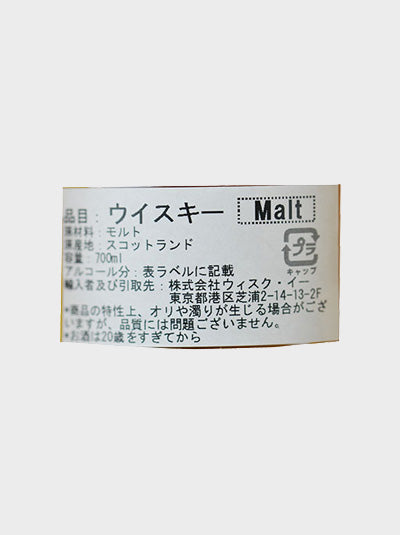 品目：ウイスキー Malt
原材料：モルト
原産地：スコットランド
容量：700ml
アルコール分：表ラベルに記載
輸入者及び引取先：株式会社ウィスク・イー
東京都港区芝浦2-14-13-2F
*商品の特性上、オリや濁りが生じる場合がござ
いますが、品質には問題ございません。
*お酒は20歳をすぎてから
プラ
キャップ